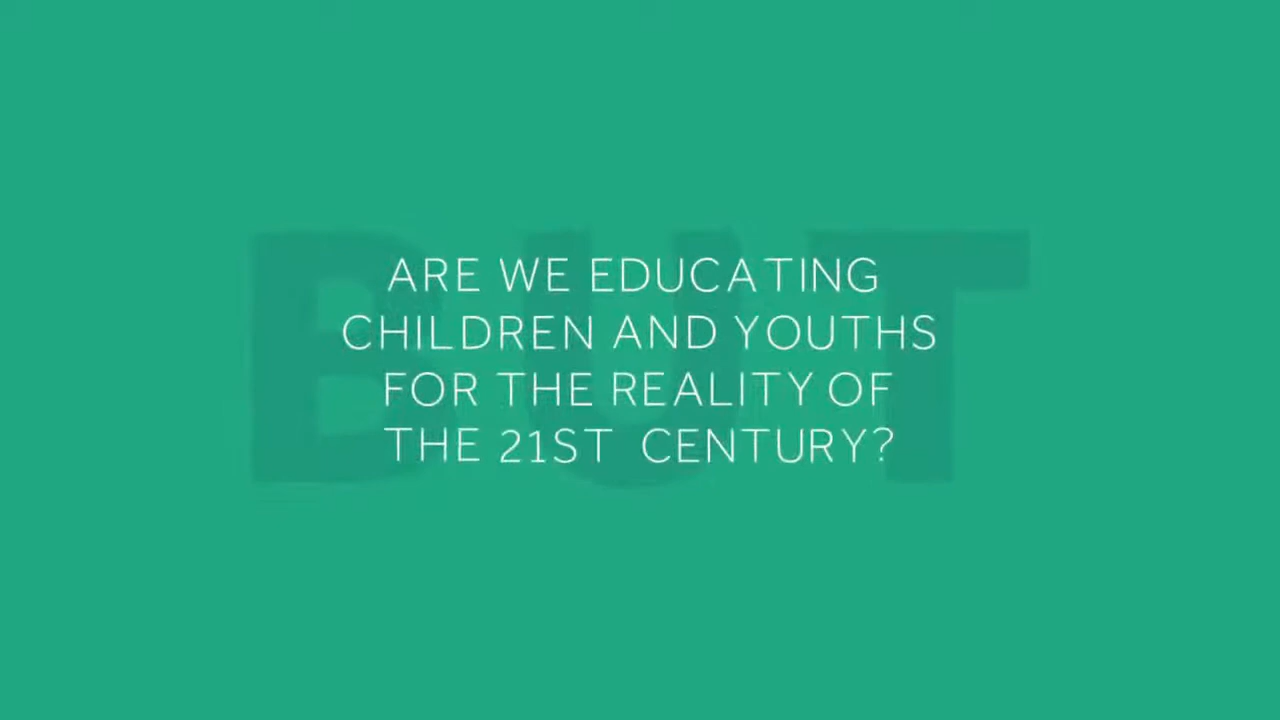 BUT
ARE WE EDUCATING
CHILDREN AND YOUTHS
FOR THE REALITY OF
THE 21ST CENTURY?